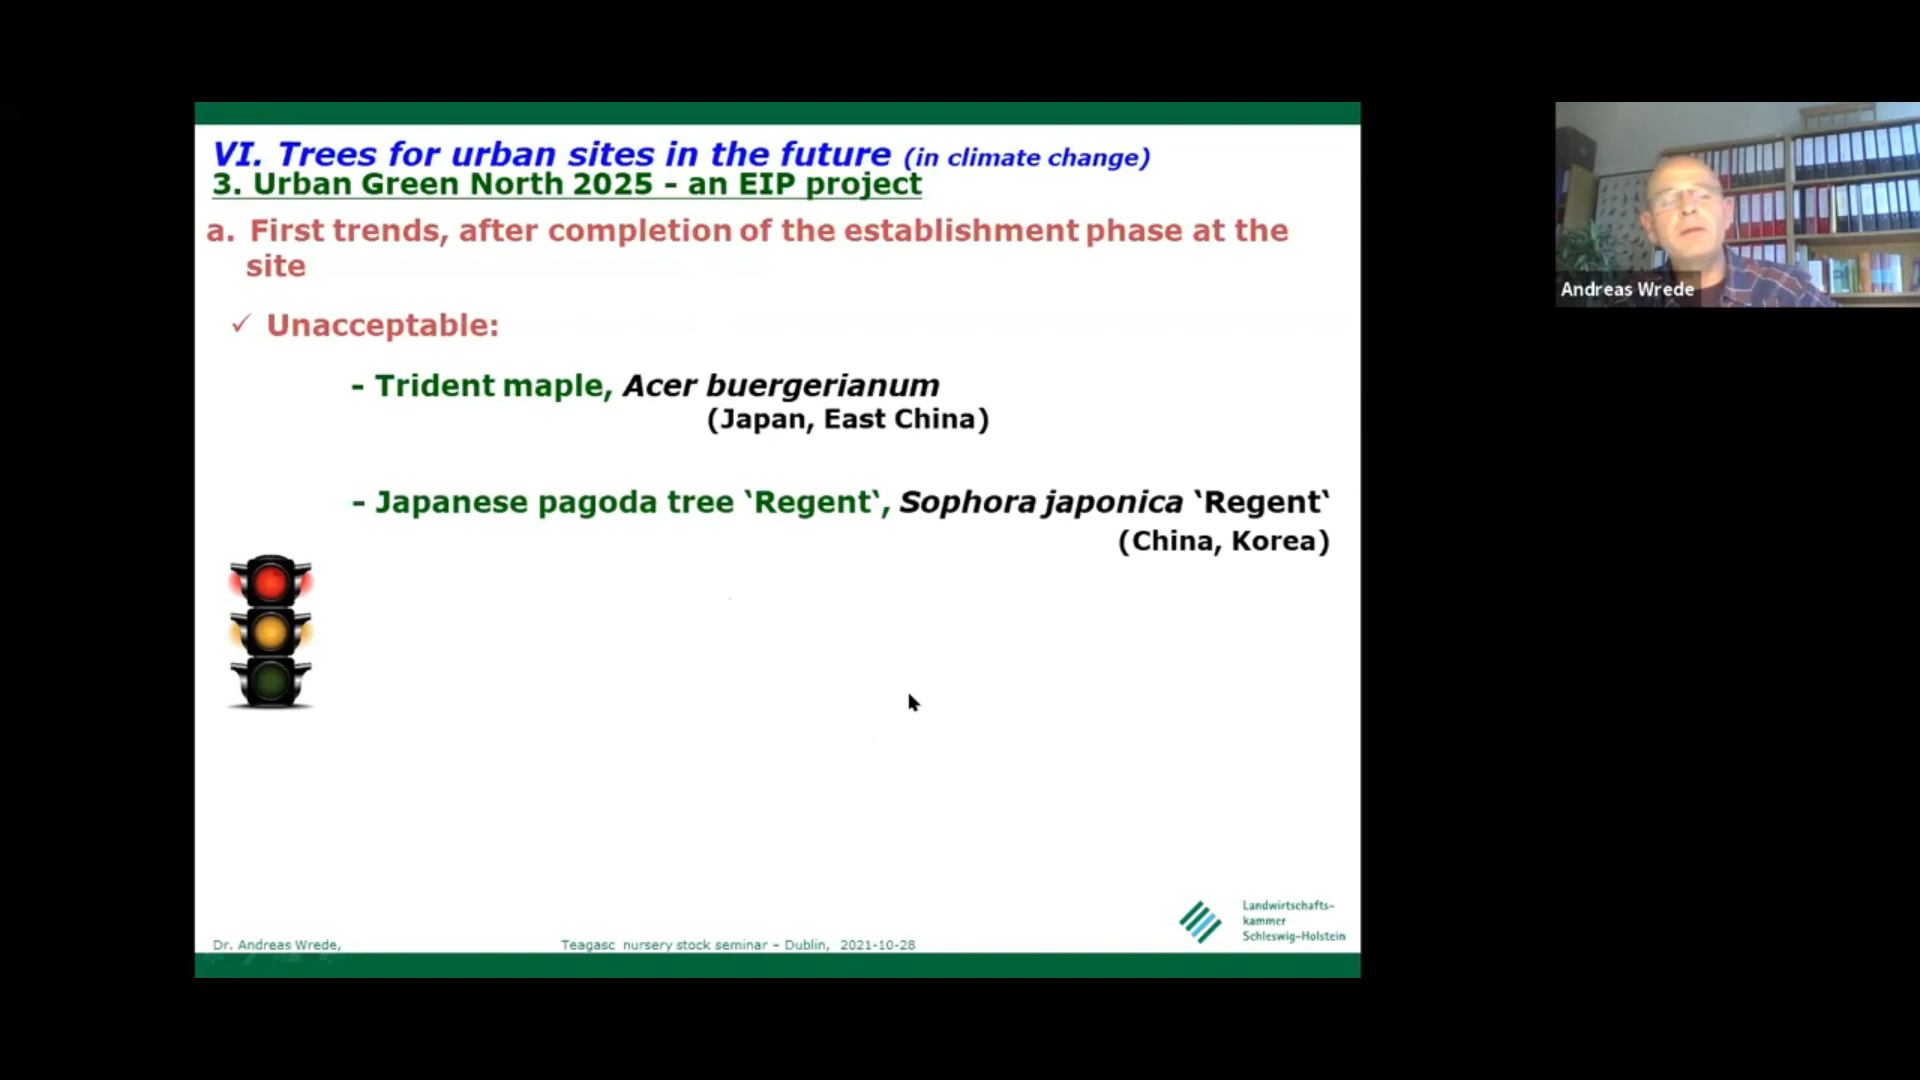 VI. Trees for urban sites in the future (in climate change)
3. Urban Green North 2025 - an EIP project
a. First trends, after completion of the establishment phase at the
site
✓ Unacceptable:
- Trident maple, Acer buergerianum
(Japan, East China)
- Japanese pagoda tree ‛Regent‛, Sophora japonica ‛Regent‛
(China, Korea)
Landwirtschafts-
kammer
Schleswig-Holstein
Dr. Andreas Wrede,
Teagasc nursery stock seminar – Dublin, 2021-10-28
Andreas Wrede